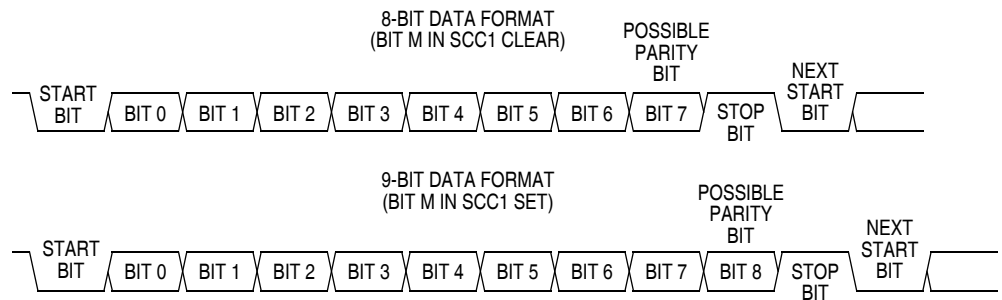 8-BIT DATA FORMAT
(BIT M IN SCC1 CLEAR)
POSSIBLE
PARITY
BIT
START
BIT
BIT 0
BIT 1
BIT 2
BIT 3
BIT 4
BIT 5
BIT 6
BIT 7
STOP
BIT
NEXT
START
BIT
9-BIT DATA FORMAT
(BIT M IN SCC1 SET)
POSSIBLE
PARITY
BIT
START
BIT
BIT 0
BIT 1
BIT 2
BIT 3
BIT 4
BIT 5
BIT 6
BIT 7
BIT 8
STOP
BIT
NEXT
START
BIT